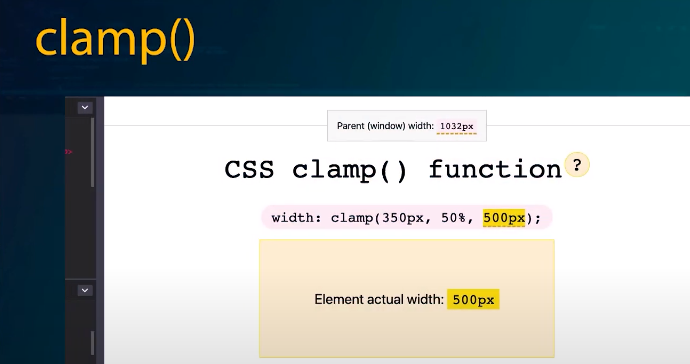 clamp()
Parent (window) width: 1032px
CSS clamp() function ?
width: clamp(350px, 50%, 500px);
Element actual width: 500px